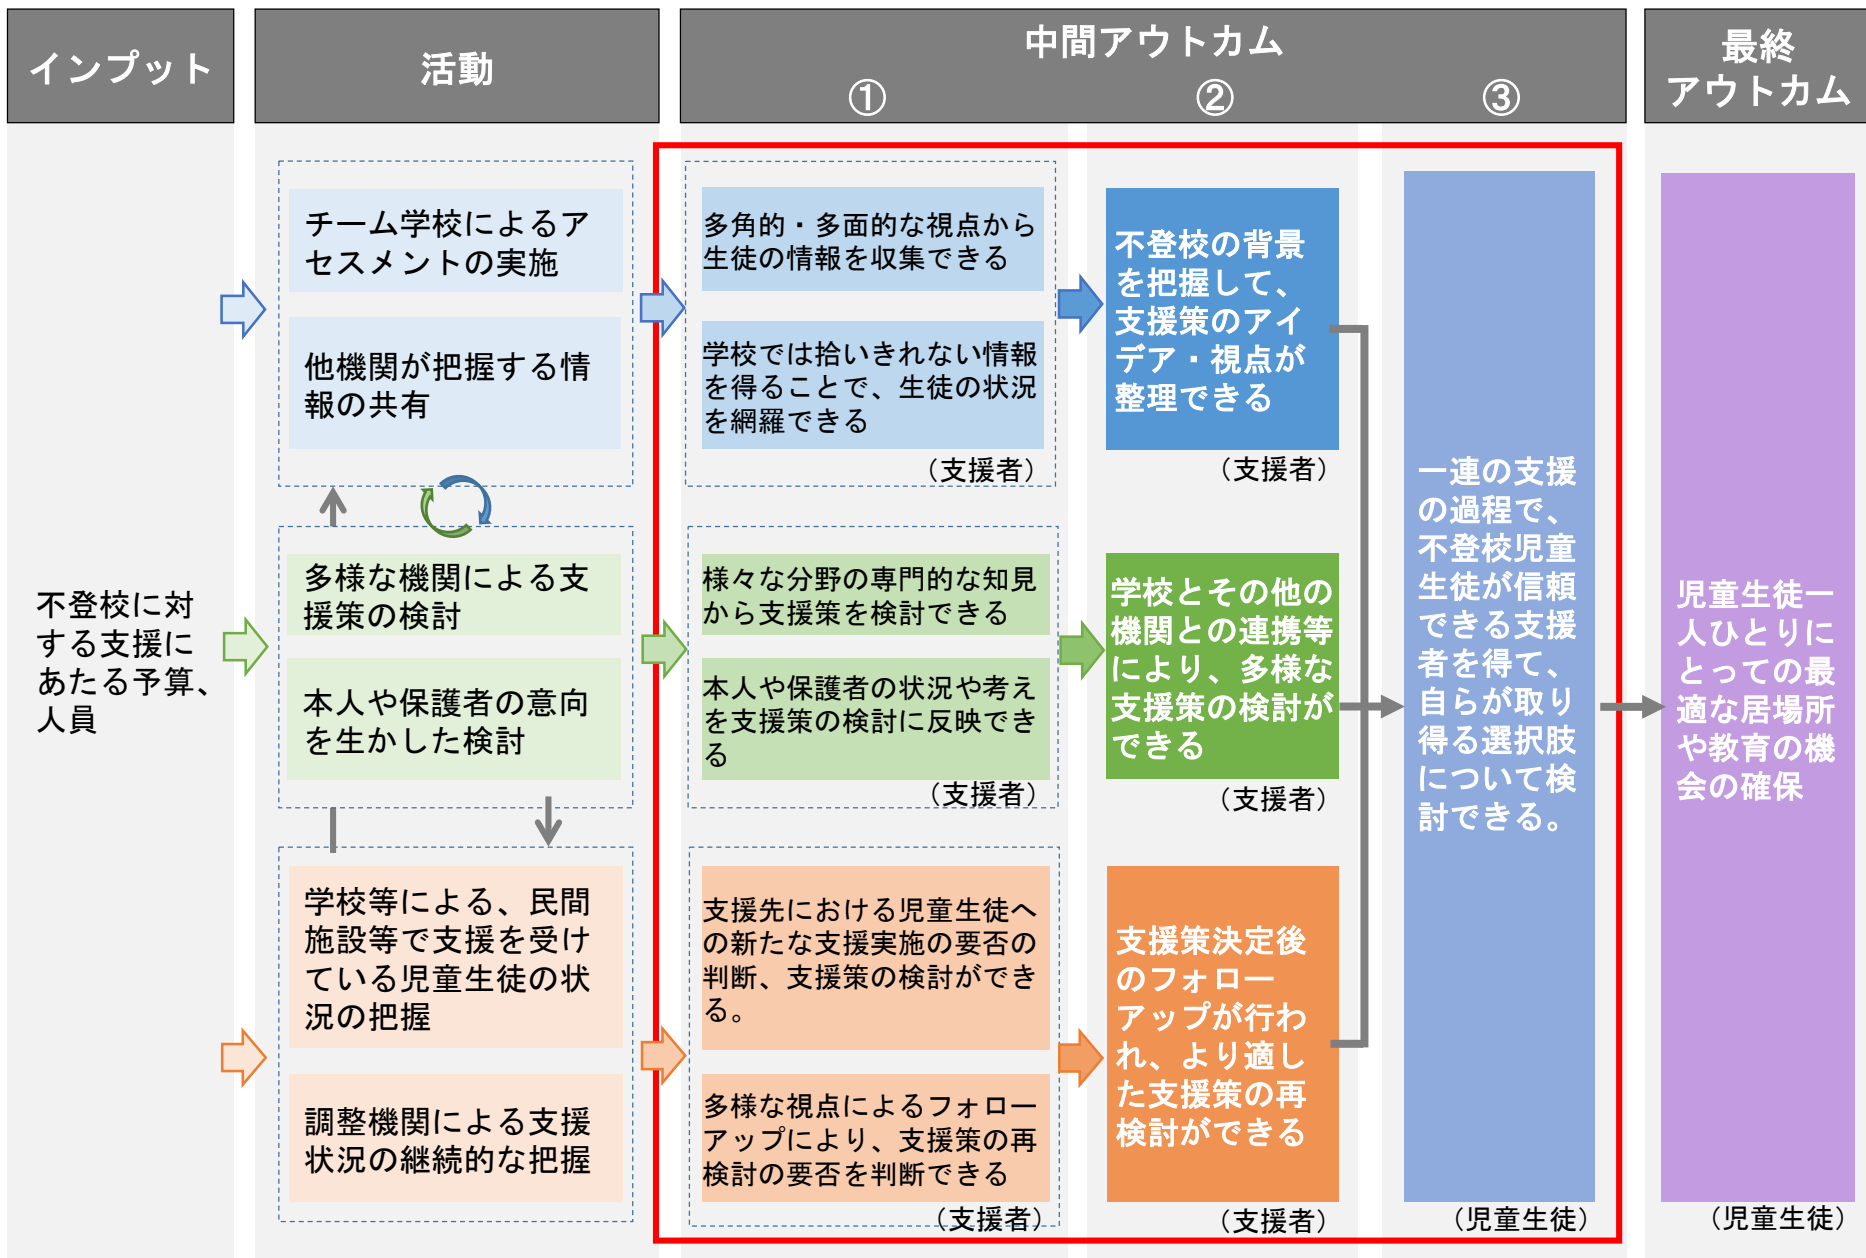 インプット
活動
中間アウトカム
①
②
③
最終
アウトカム
不登校に対
する支援に
あたる予算、
人員
チーム学校によるア
セスメントの実施
他機関が把握する情
報の共有
多様な機関による支
援策の検討
本人や保護者の意向
を生かした検討
学校等による、民間
施設等で支援を受け
ている児童生徒の状
況の把握
調整機関による支援
状況の継続的な把握
多角的・多面的な視点から
生徒の情報を収集できる
学校では拾いきれない情報
を得ることで、生徒の状況
を網羅できる
（支援者）
様々な分野の専門的な知見
から支援策を検討できる
本人や保護者の状況や考え
を支援策の検討に反映でき
る
（支援者）
支援先における児童生徒へ
の新たな支援実施の要否の
判断、支援策の検討ができ
る。
多様な視点によるフォロー
アップにより、支援策の再
検討の要否を判断できる
（支援者）
不登校の背景
を把握して、
支援策のアイ
デア・視点が
整理できる
（支援者）
学校とその他の
機関との連携等
により、多様な
支援策の検討が
できる
（支援者）
支援策決定後
のフォロー
アップが行わ
れ、より適し
た支援策の再
検討ができる
（支援者）
一連の支援
の過程で、
不登校児童
生徒が信頼
できる支援
者を得て、
自らが取り
得る選択肢
について検
討できる。
（児童生徒）
児童生徒一
人ひとりに
とっての最
適な居場所
や教育の機
会の確保
（児童生徒）